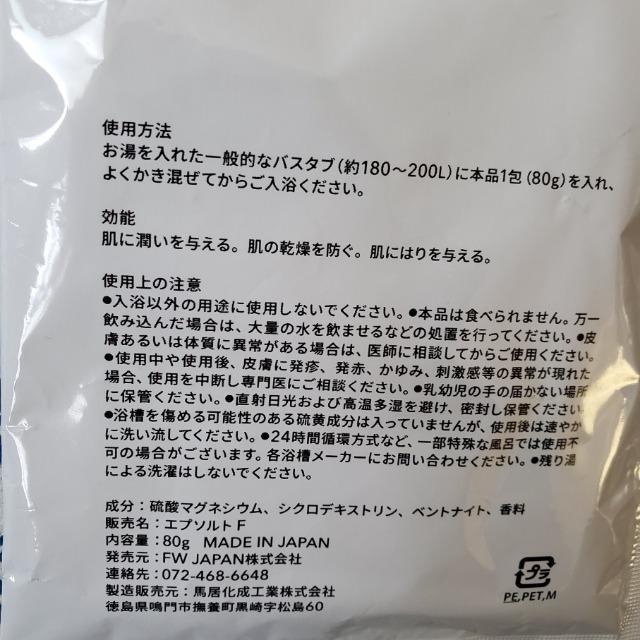 使用方法
お湯を入れた一般的なバスタブ(約180〜200L)に本品1包(80g)を入れ、
よくかき混ぜてからご入浴ください。
効能
肌に潤いを与える。肌の乾燥を防ぐ。肌にはりを与える。
使用上の注意
●入浴以外の用途に使用しないでください。●本品は食べられません。万一
飲み込んだ場合は、大量の水を飲ませるなどの処置を行ってください。●皮
膚あるいは体質に異常がある場合は、医師に相談してからご使用ください。
●使用中や使用後、皮膚に発疹、発赤、かゆみ、刺激感等の異常が現れた
場合、使用を中断し専門医にご相談ください。●乳幼児の手の届かない場所
に保管ください。●直射日光および高温多湿を避け、密封し保管ください。
●浴槽を傷める可能性のある硫黄成分は入っていませんが、使用後は速やか
に洗い流してください。●24時間循環方式など、一部特殊な風呂では使用不
可の場合がございます。各浴槽メーカーにお問い合わせください。●残り湯
による洗濯はしないでください。
成分：硫酸マグネシウム、シクロデキストリン、ベントナイト、香料
販売名：エプソルトF
内容量：80g MADE IN JAPAN
発売元：FW JAPAN株式会社
連絡先：072-468-6648
製造販売元：馬居化成工業株式会社
徳島県鳴門市撫養町黒崎字松島60
プラ
PE,PET,M